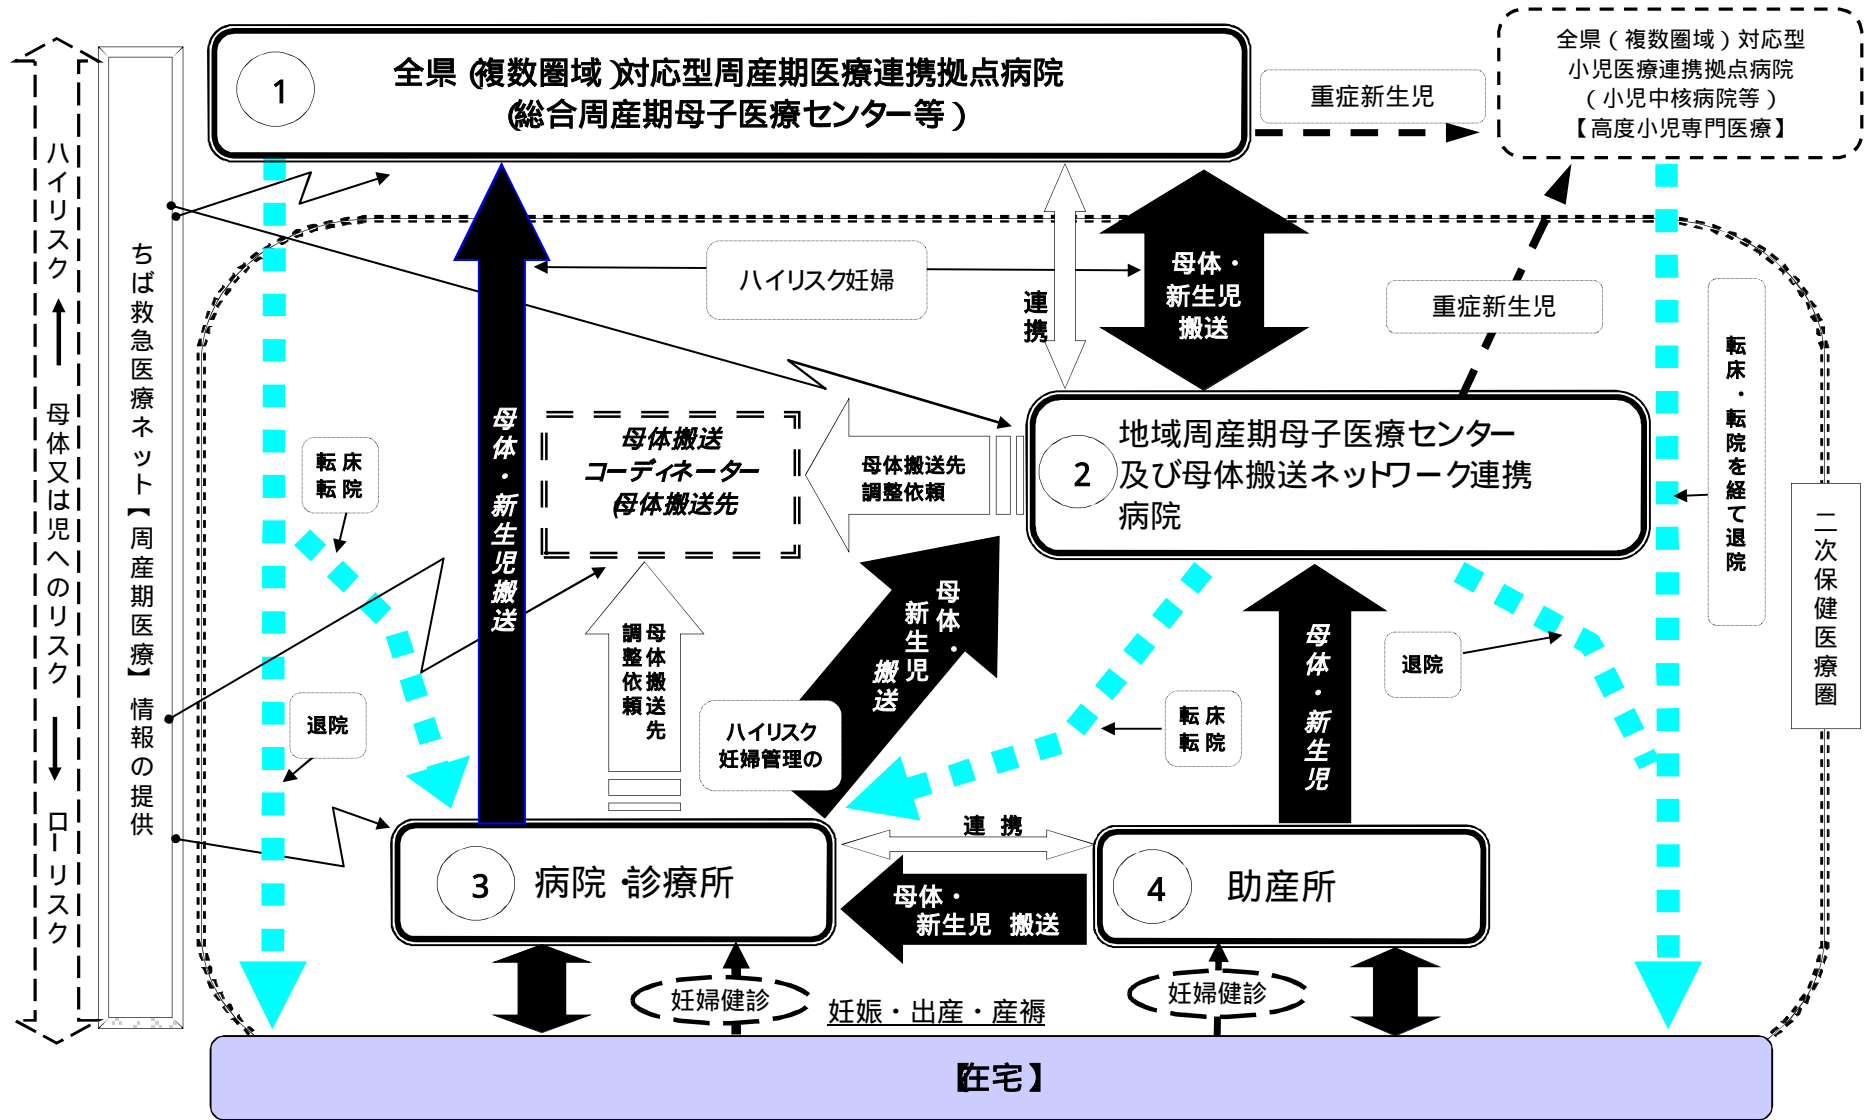 1
全県(複数圏域)対応型周産期医療連携拠点病院
(総合周産期母子医療センター等)
重症新生児
全県(複数圏域)対応型
小児医療連携拠点病院
(小児中核病院等)
【高度小児専門医療】
ハイリスク
母体又は児へのリスク
ローリスク
ちば救急医療ネット【周産期医療】情報の提供
ハイリスク妊婦
連携
母体・
新生児
搬送
重症新生児
転床・転院を経て退院
二次保健医療圏
母体・新生児搬送
転床
転院
母体搬送
コーディネーター
(母体搬送先
母体搬送先
調整依頼
2
地域周産期母子医療センター
及び母体搬送ネットワーク連携
病院
母体搬送先
調整依頼
母体・
新生児
搬送
ハイリスク
妊婦管理の
母体・新生児
退院
転床
転院
退院
連携
3
病院・診療所
母体・
新生児 搬送
4
助産所
妊婦健診
妊娠・出産・産褥
妊婦健診
【在宅】